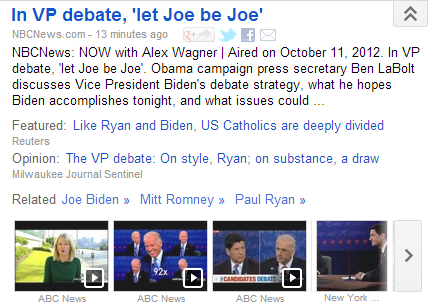 In VP debate, 'let Joe be Joe'
NBCNews.com - 13 minutes ago
NBCNews: NOW with Alex Wagner | Aired on October 11, 2012. In VP
debate, 'let Joe be Joe'. Obama campaign press secretary Ben LaBolt
discusses Vice President Biden's debate strategy, what he hopes
Biden accomplishes tonight, and what issues could ...
Featured: Like Ryan and Biden, US Catholics are deeply divided
Reuters
Opinion: The VP debate: On style, Ryan; on substance, a draw
Milwaukee Journal Sentinel
Related Joe Biden » Mitt Romney » Paul Ryan »
92x
CANDIDATES DEBATE
ABC News ABC News ABC News New York ...